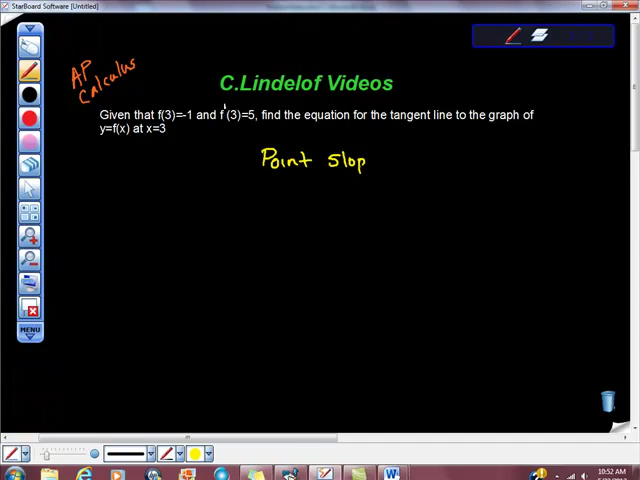 StarBoard Software [Untitled]
AP
Calculus
C.Lindelof Videos
Given that f(3)=-1 and f'(3)=5, find the equation for the tangent line to the graph of
y=f(x) at x=3
Point Slop
MENU
10:52 AM